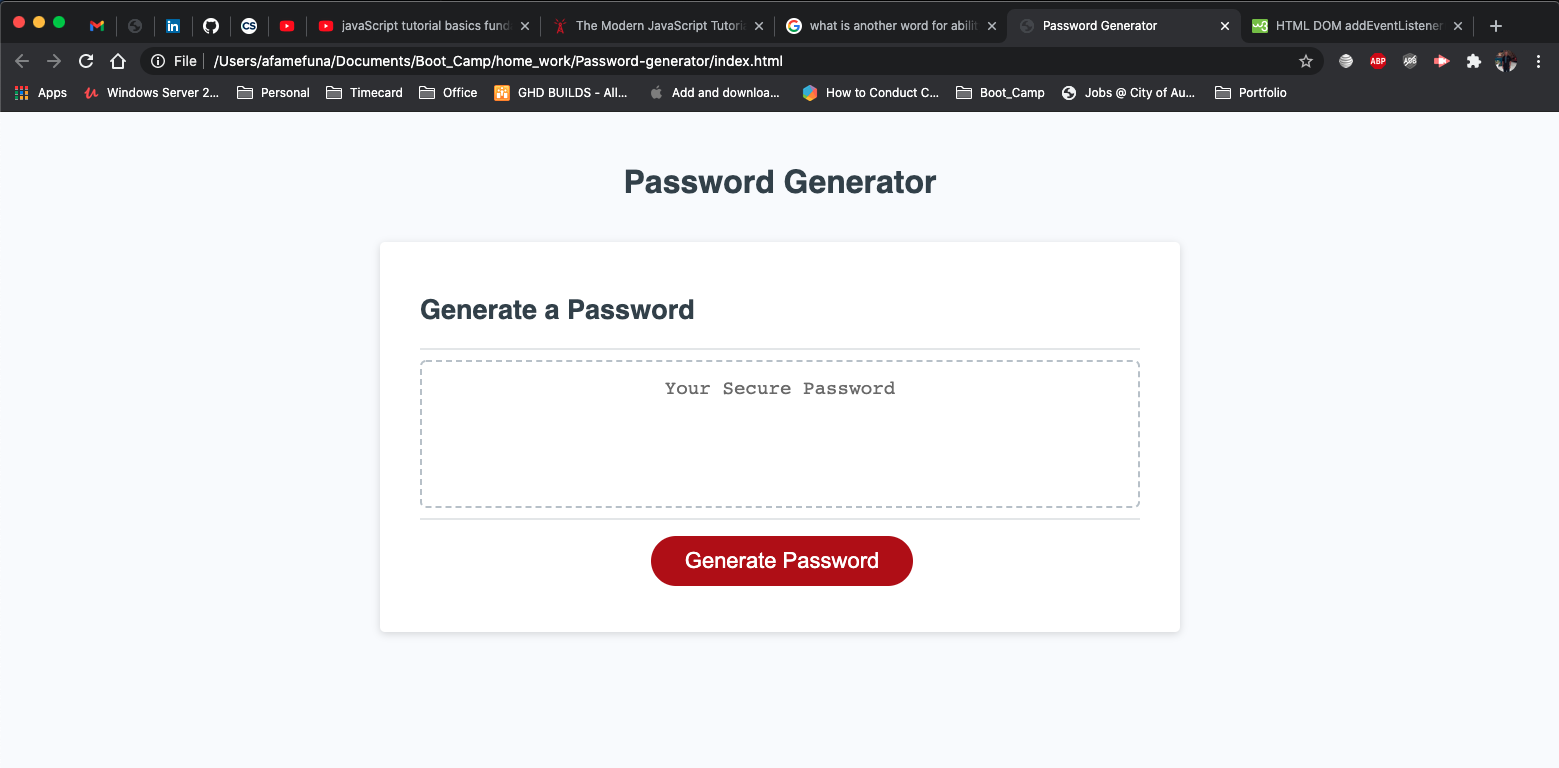 javaScript tutorial basics fund
The Modern JavaScript Tutoria
what is another word for abilit
Password Generator
HTML DOM addEventListener
File /Users/afamefuna/Documents/Boot_Camp/home_work/Password-generator/index.html
ABP
Apps Windows Server 2... Personal Timecard Office GHD BUILDS - All... Add and downloa... How to Conduct C... Boot_Camp Jobs @ City of Au... Portfolio
Password Generator
Generate a Password
Your Secure Password
Generate Password